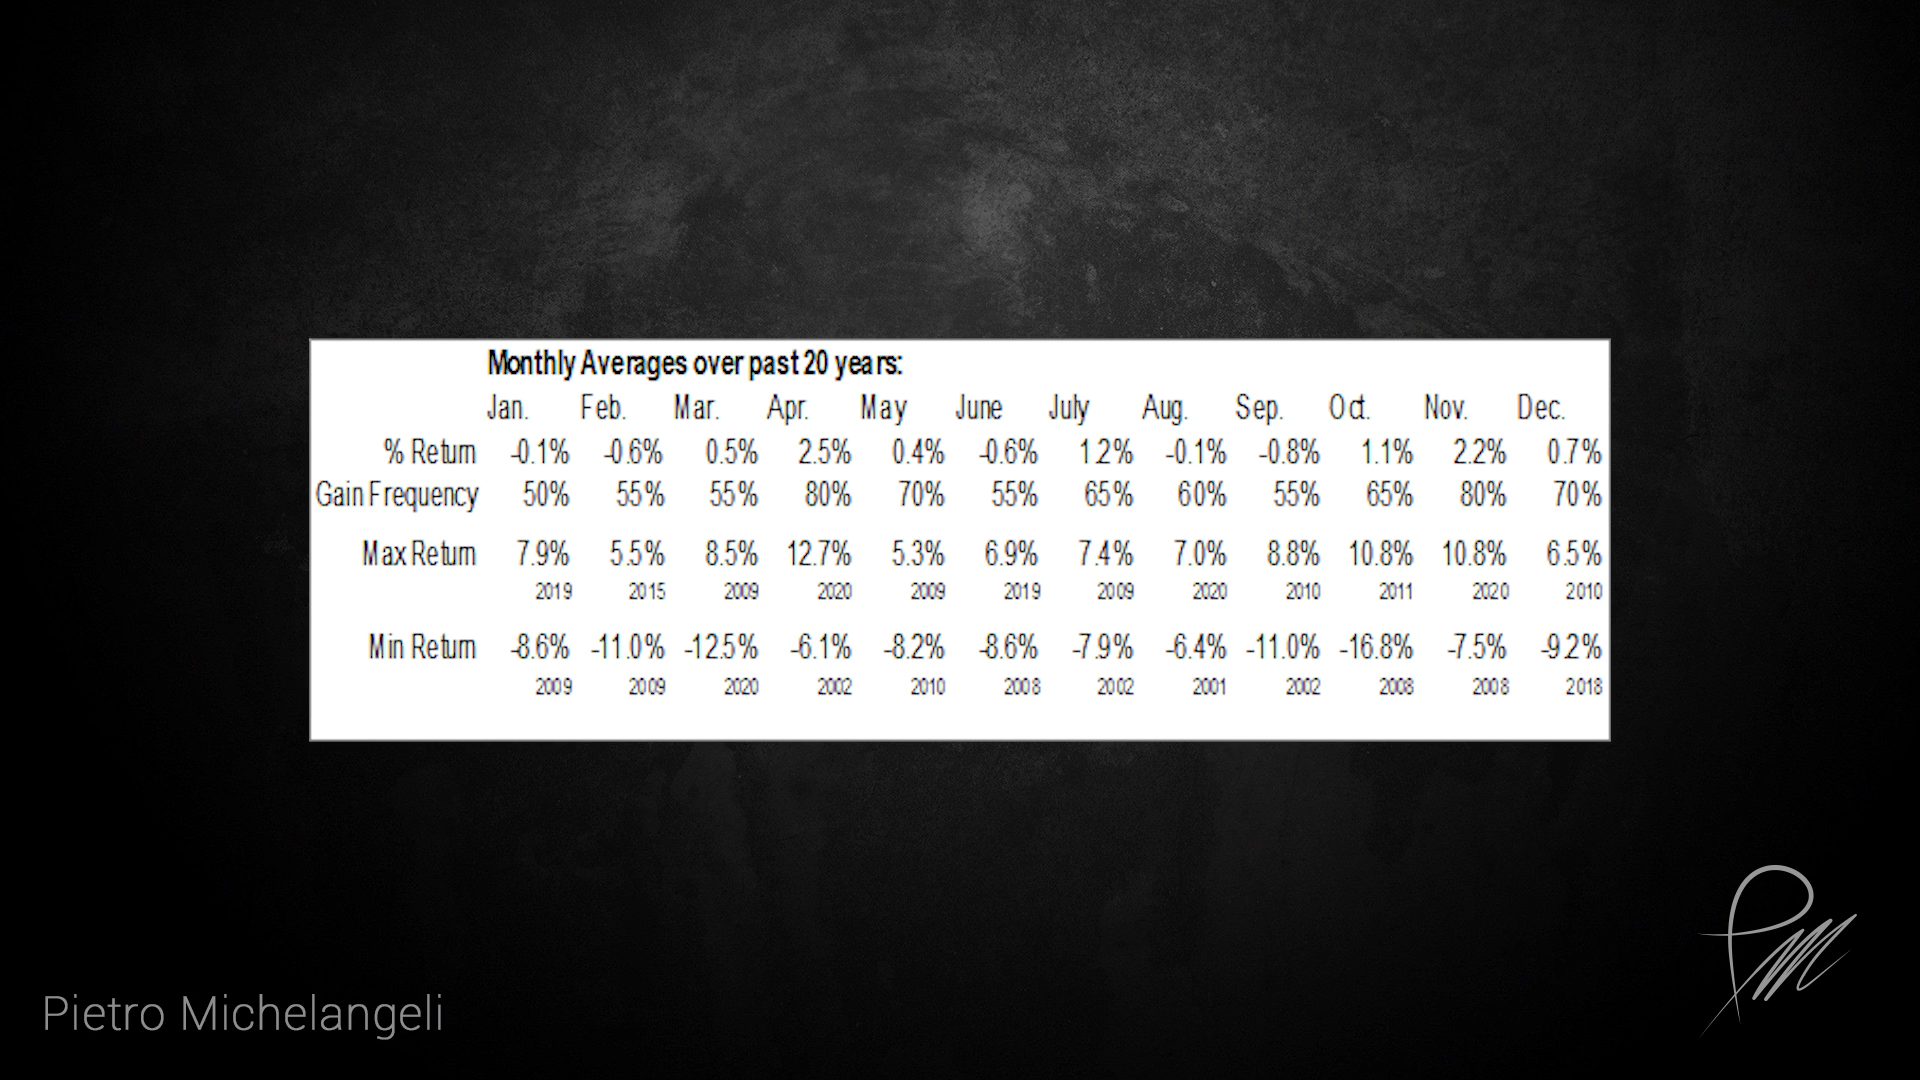 Monthly Averages over past 20 years:
Jan. Feb. Mar. Apr. May June July Aug. Sep. Oct. Nov. Dec.
% Return -0.1% -0.6% 0.5% 2.5% 0.4% -0.6% 1.2% -0.1% -0.8% 1.1% 2.2% 0.7%
Gain Frequency 50% 55% 55% 80% 70% 55% 65% 60% 55% 65% 80% 70%
Max Return 7.9% 5.5% 8.5% 12.7% 5.3% 6.9% 7.4% 7.0% 8.8% 10.8% 10.8% 6.5%
2019 2015 2009 2020 2009 2019 2009 2020 2010 2011 2020 2010
Min Return -8.6% -11.0% -12.5% -6.1% -8.2% -8.6% -7.9% -6.4% -11.0% -16.8% -7.5% -9.2%
2009 2009 2020 2002 2010 2008 2002 2001 2002 2008 2008 2018
PM
Pietro Michelangeli